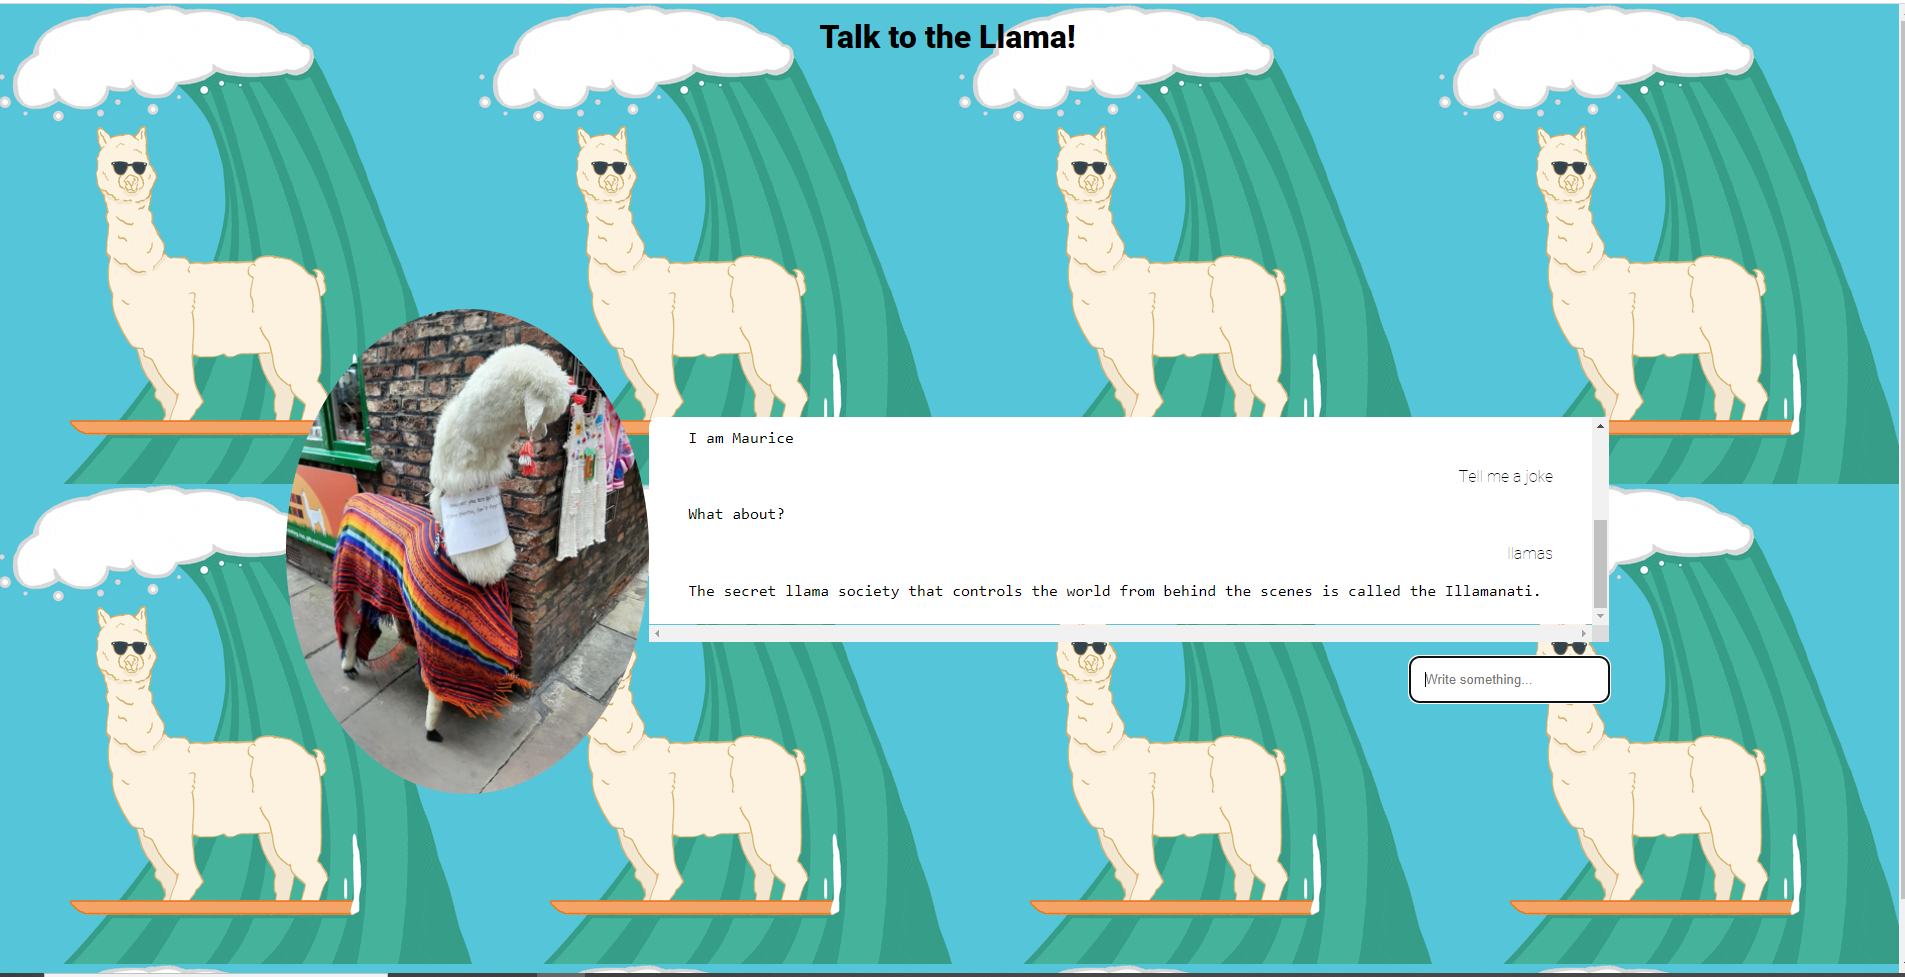 Talk to the Llama!
I am Maurice
Tell me a joke
What about?
llamas
The secret llama society that controls the world from behind the scenes is called the Illamanati.
Write something...